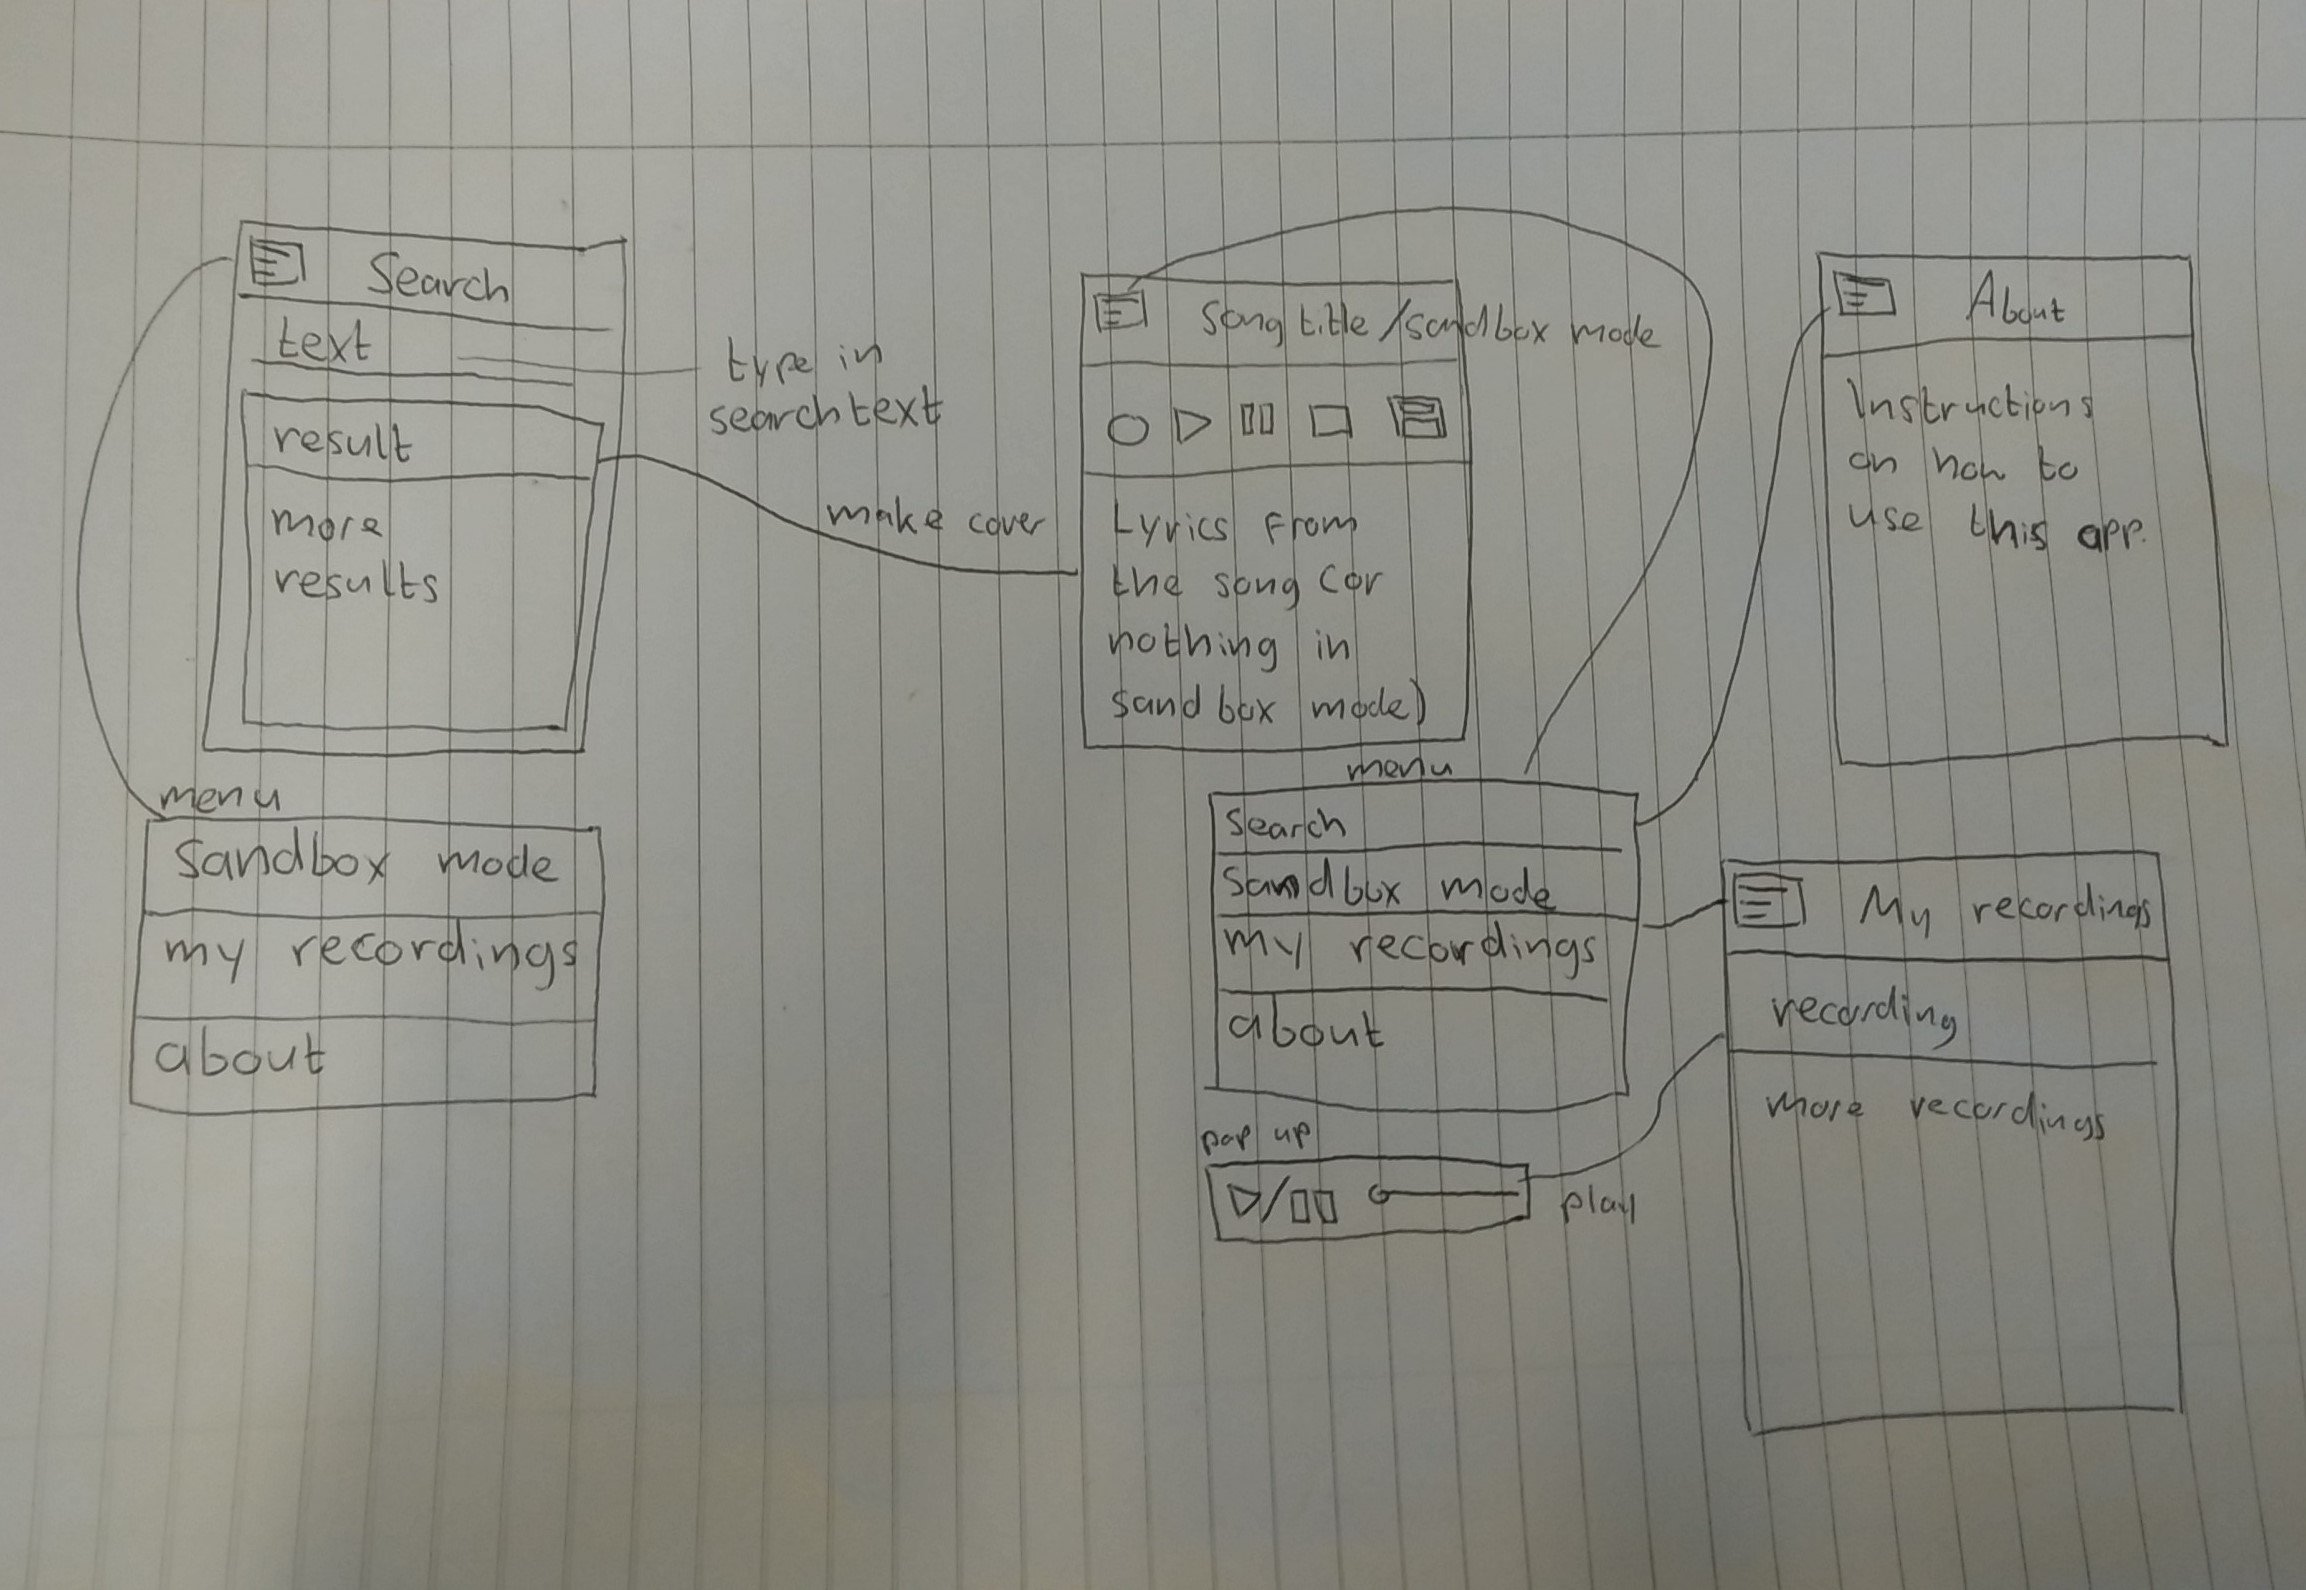 Search
text
type in
searchtext
result
more
results
make cover
menu
Sandbox mode
my recordings
about
Song title/sandbox mode
Lyrics From
the song (or
nothing in
sandbox mode)
menu
Search
Sandbox mode
my recordings
about
pop up
play
About
Instructions
on how to
use this app.
My recordings
recording
more recordings